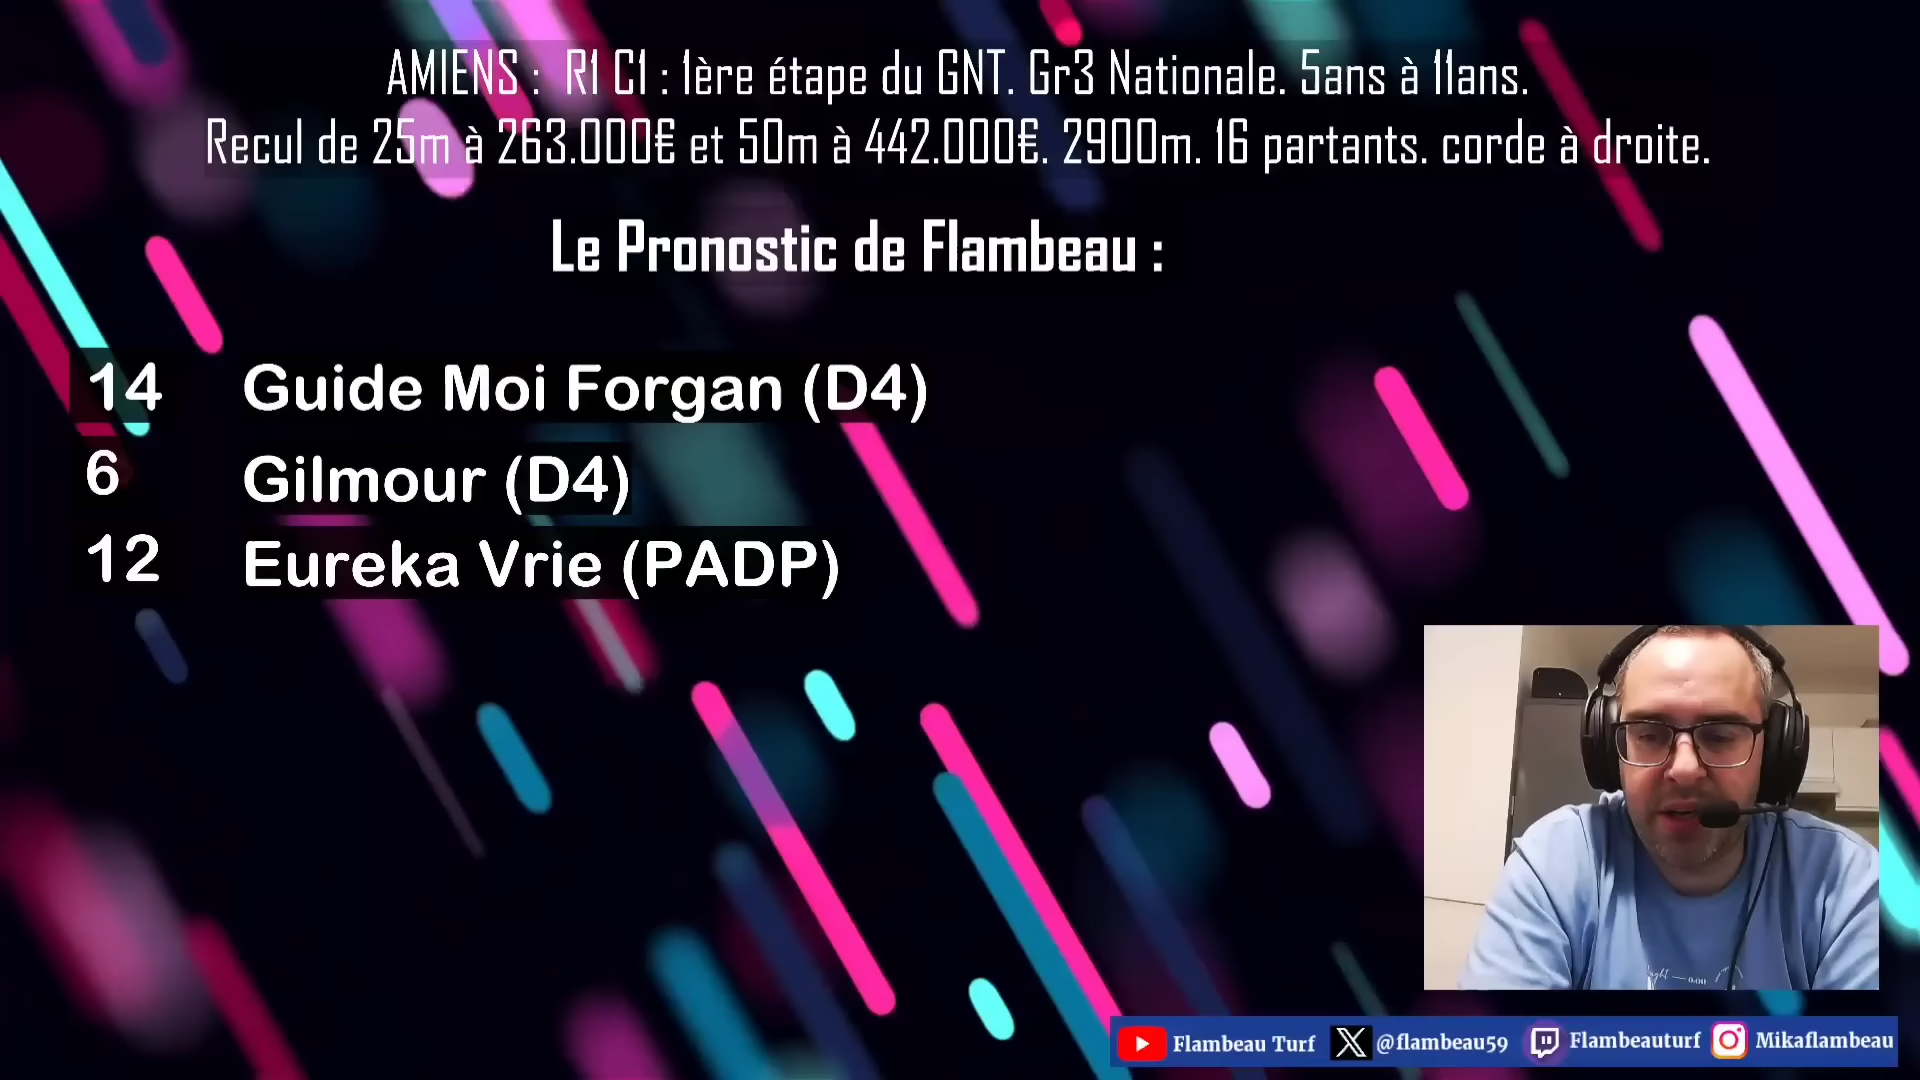 AMIENS : R1 C1 : 1ère étape du GNT. Gr3 Nationale. 5ans à 11ans.
Recul de 25m à 263.000€ et 50m à 442.000€. 2900m. 16 partants. corde à droite.
Le Pronostic de Flambeau :
14 Guide Moi Forgan (D4)
6 Gilmour (D4)
12 Eureka Vrie (PADP)
Flambeau Turf @flambeau59 Flambeauturf Mikaflambeau